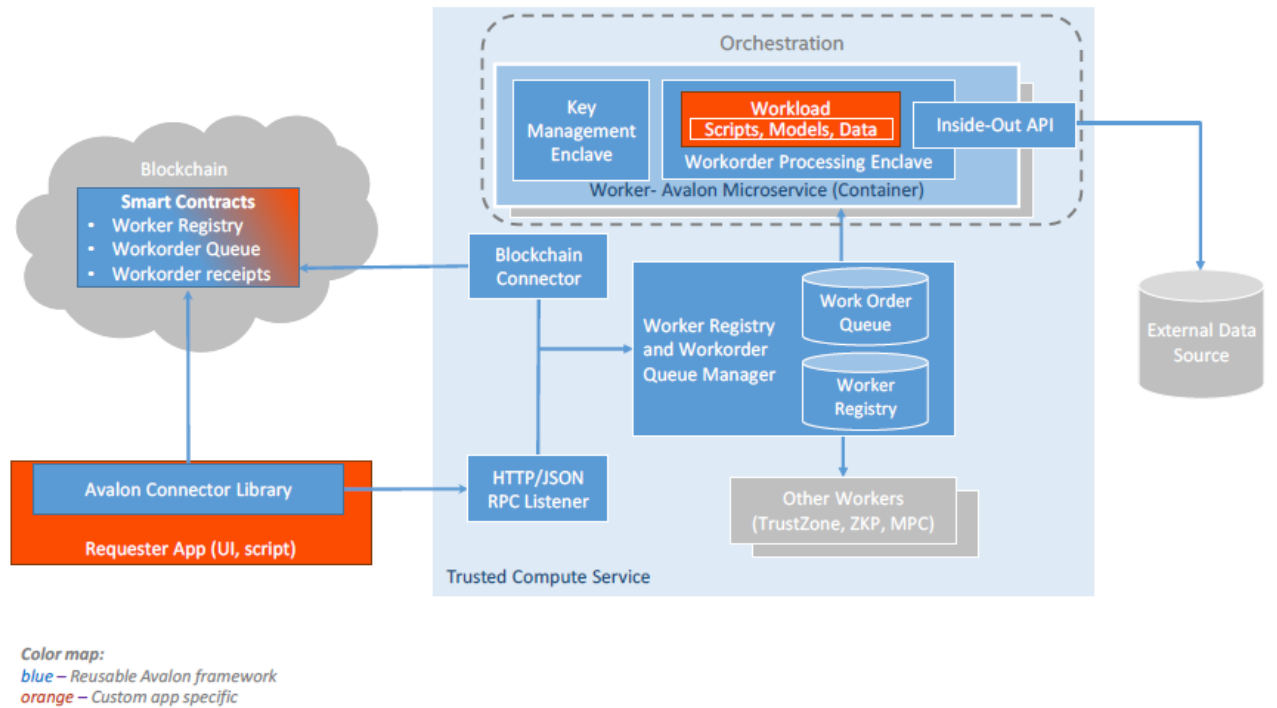 Orchestration
Key
Management
Enclave
Workload
Scripts, Models, Data
Workorder Processing Enclave
Inside-Out API
Worker- Avalon Microservice (Container)
Blockchain
Smart Contracts
• Worker Registry
• Workorder Queue
• Workorder receipts
Blockchain
Connector
Worker Registry
and Workorder
Queue Manager
Work Order
Queue
Worker
Registry
External Data
Source
Avalon Connector Library
Requester App (UI, script)
HTTP/JSON
RPC Listener
Other Workers
(TrustZone, ZKP, MPC)
Trusted Compute Service
Color map:
blue – Reusable Avalon framework
orange – Custom app specific